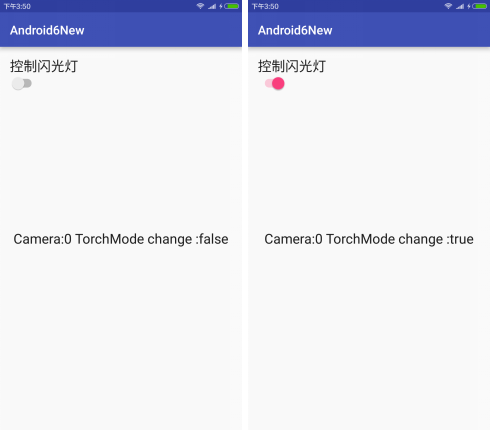 下午3:50
Android6New
控制闪光灯
Camera:0 TorchMode change :false
下午3:50
Android6New
控制闪光灯
Camera:0 TorchMode change :true